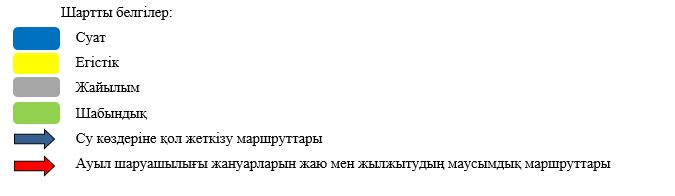 Шартты белгілер:
Суат
Егістік
Жайылым
Шабындық
Су көздеріне қол жеткізу маршруттары
Ауыл шаруашылығы жануарларын жаю мен жылжытудың маусымдық маршруттары